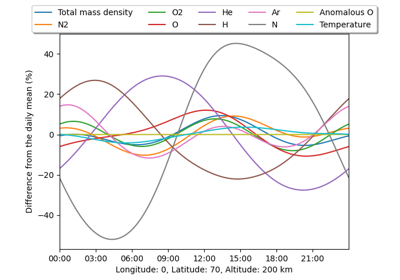 Total mass density O2 He Ar Anomalous O
N2 O H N Temperature
Difference from the daily mean (%)
40
20
0
−20
−40
00:00 03:00 06:00 09:00 12:00 15:00 18:00 21:00
Longitude: 0, Latitude: 70, Altitude: 200 km